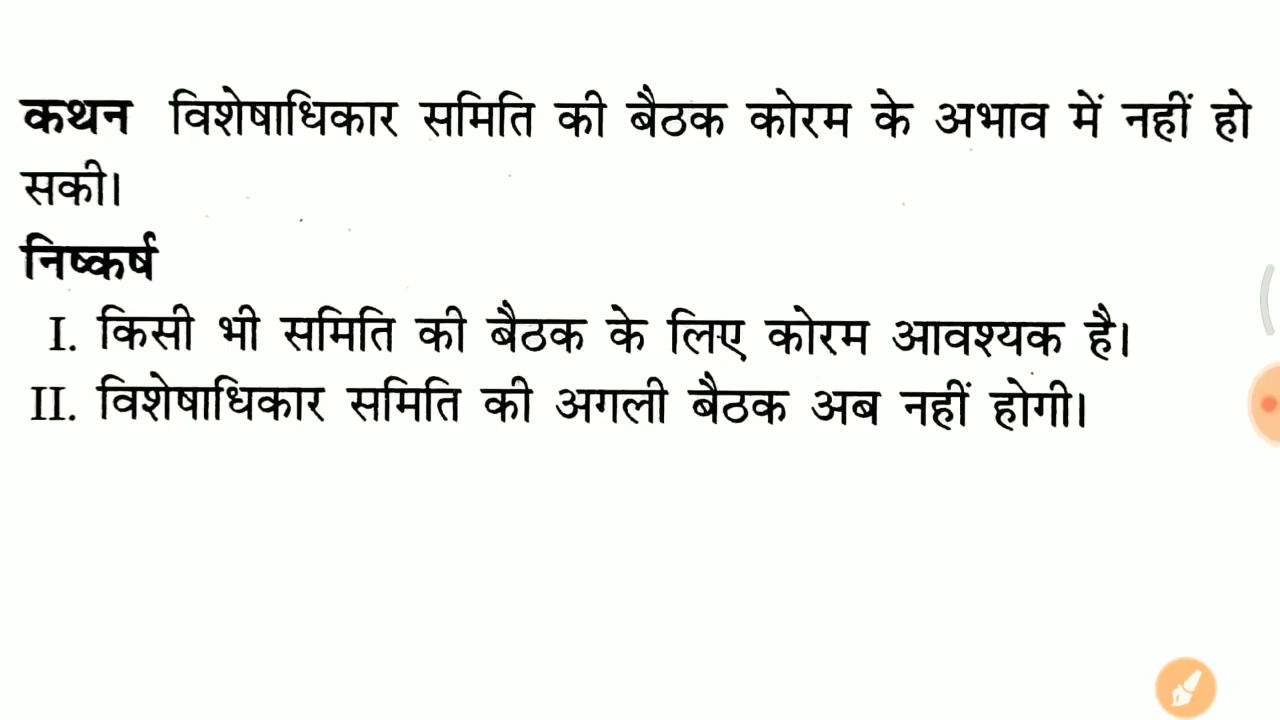 कथन विशेषाधिकार समिति की बैठक कोरम के अभाव में नहीं हो
सकी।
निष्कर्ष
I. किसी भी समिति की बैठक के लिए कोरम आवश्यक है।
II. विशेषाधिकार समिति की अगली बैठक अब नहीं होगी।